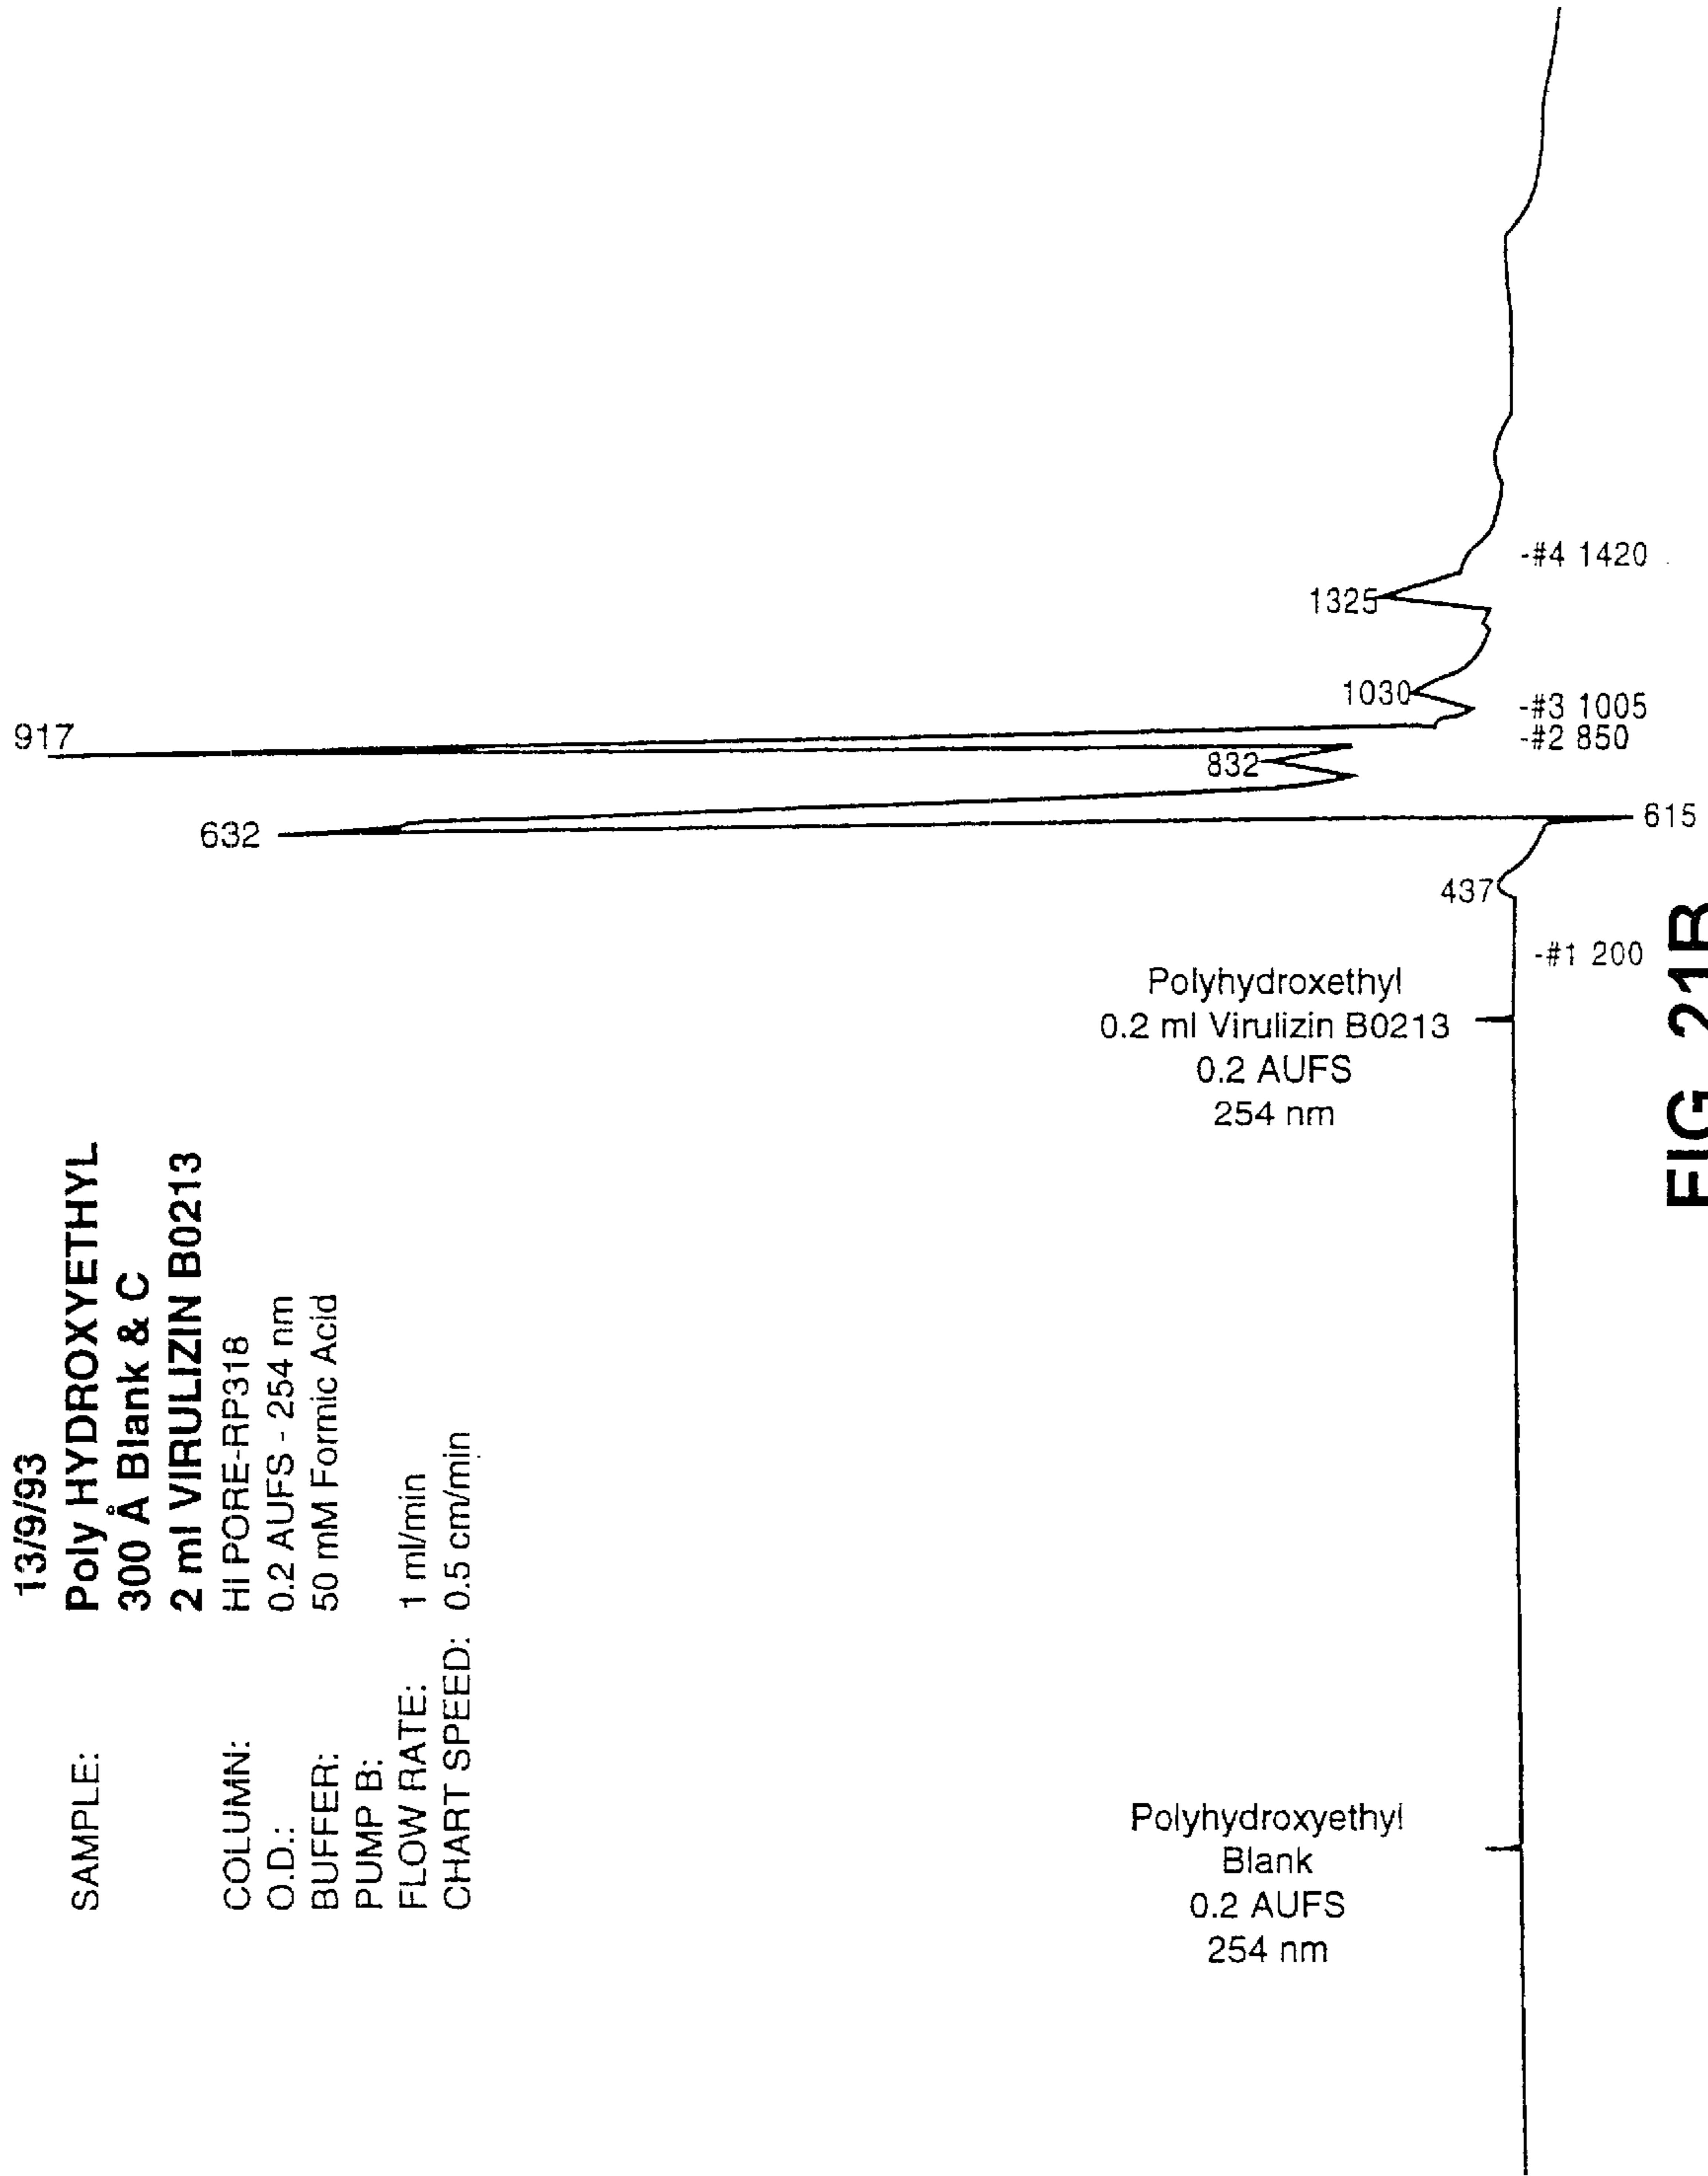 13/9/93
SAMPLE: Poly HYDROXYETHYL
300 Å Blank & C
2 ml VIRULIZIN B0213
COLUMN: HI PORE-RP318
O.D.: 0.2 AUFS - 254 nm
BUFFER: 50 mM Formic Acid
PUMP B:
FLOW RATE: 1 ml/min
CHART SPEED: 0.5 cm/min
917
632
832
1030
1325
437
615
-#4 1420
-#3 1005
-#2 850
-#1 200
Polyhydroxethyl
0.2 ml Virulizin B0213
0.2 AUFS
254 nm
Polyhydroxyethyl
Blank
0.2 AUFS
254 nm
FIG. 21B